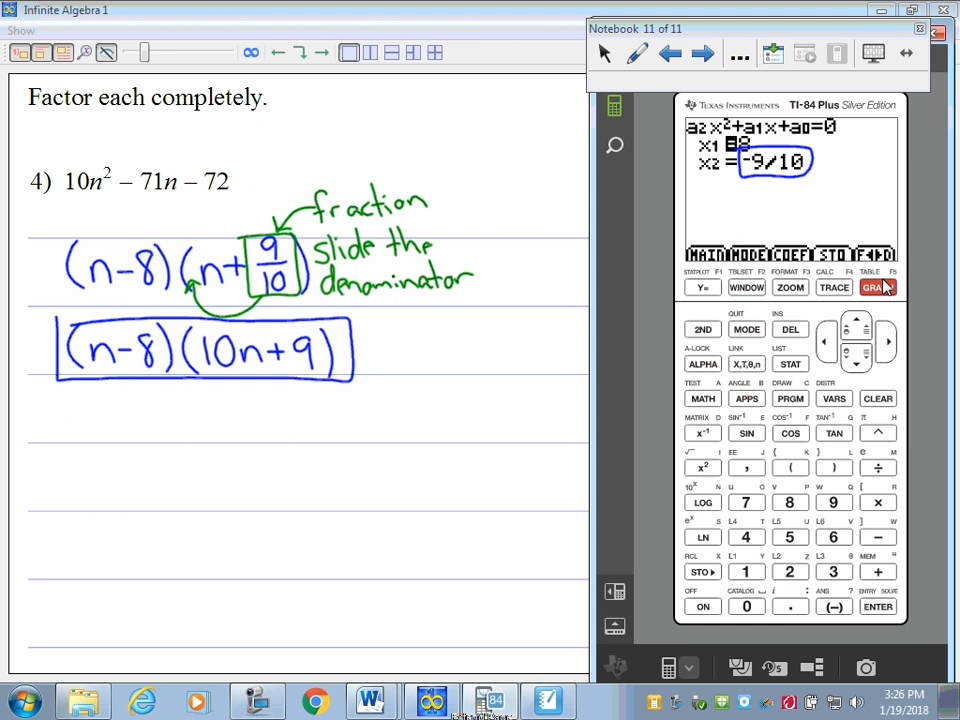 Infinite Algebra 1
Show
Notebook 11 of 11
Factor each completely.
4) 10n² – 71n – 72
(n–8)(n+9/10)
fraction
slide the
denominator
(n–8)(10n+9)
TEXAS INSTRUMENTS TI-84 Plus Silver Edition
a2x²+a1x+a0=0
x1 =8
x2 =-9/10
MAIN MODE COEF STO F◄►D
STATPLOT F1 TBLSET F2 FORMAT F3 CALC F4 TABLE F5
Y= WINDOW ZOOM TRACE GRA
QUIT INS
2ND MODE DEL
A-LOCK LINK LIST
ALPHA X,T,θ,n STAT
TEST A ANGLE B DRAW C DISTR
MATH APPS PRGM VARS CLEAR
MATRIX D SIN⁻¹ E COS⁻¹ F TAN⁻¹ G π H
x⁻¹ SIN COS TAN ^
√ I EE J { K } L e M
x² , ( ) ÷
10ˣ N u O v P w Q [ R
LOG 7 8 9 ×
eˣ S L4 T L5 U L6 V ] W
LN 4 5 6 –
RCL X L1 Y L2 Z L3 θ MEM "
STO► 1 2 3 +
OFF CATALOG i : ANS ? ENTRY SOLVE
ON 0 . (–) ENTER
84
3:26 PM
1/19/2018